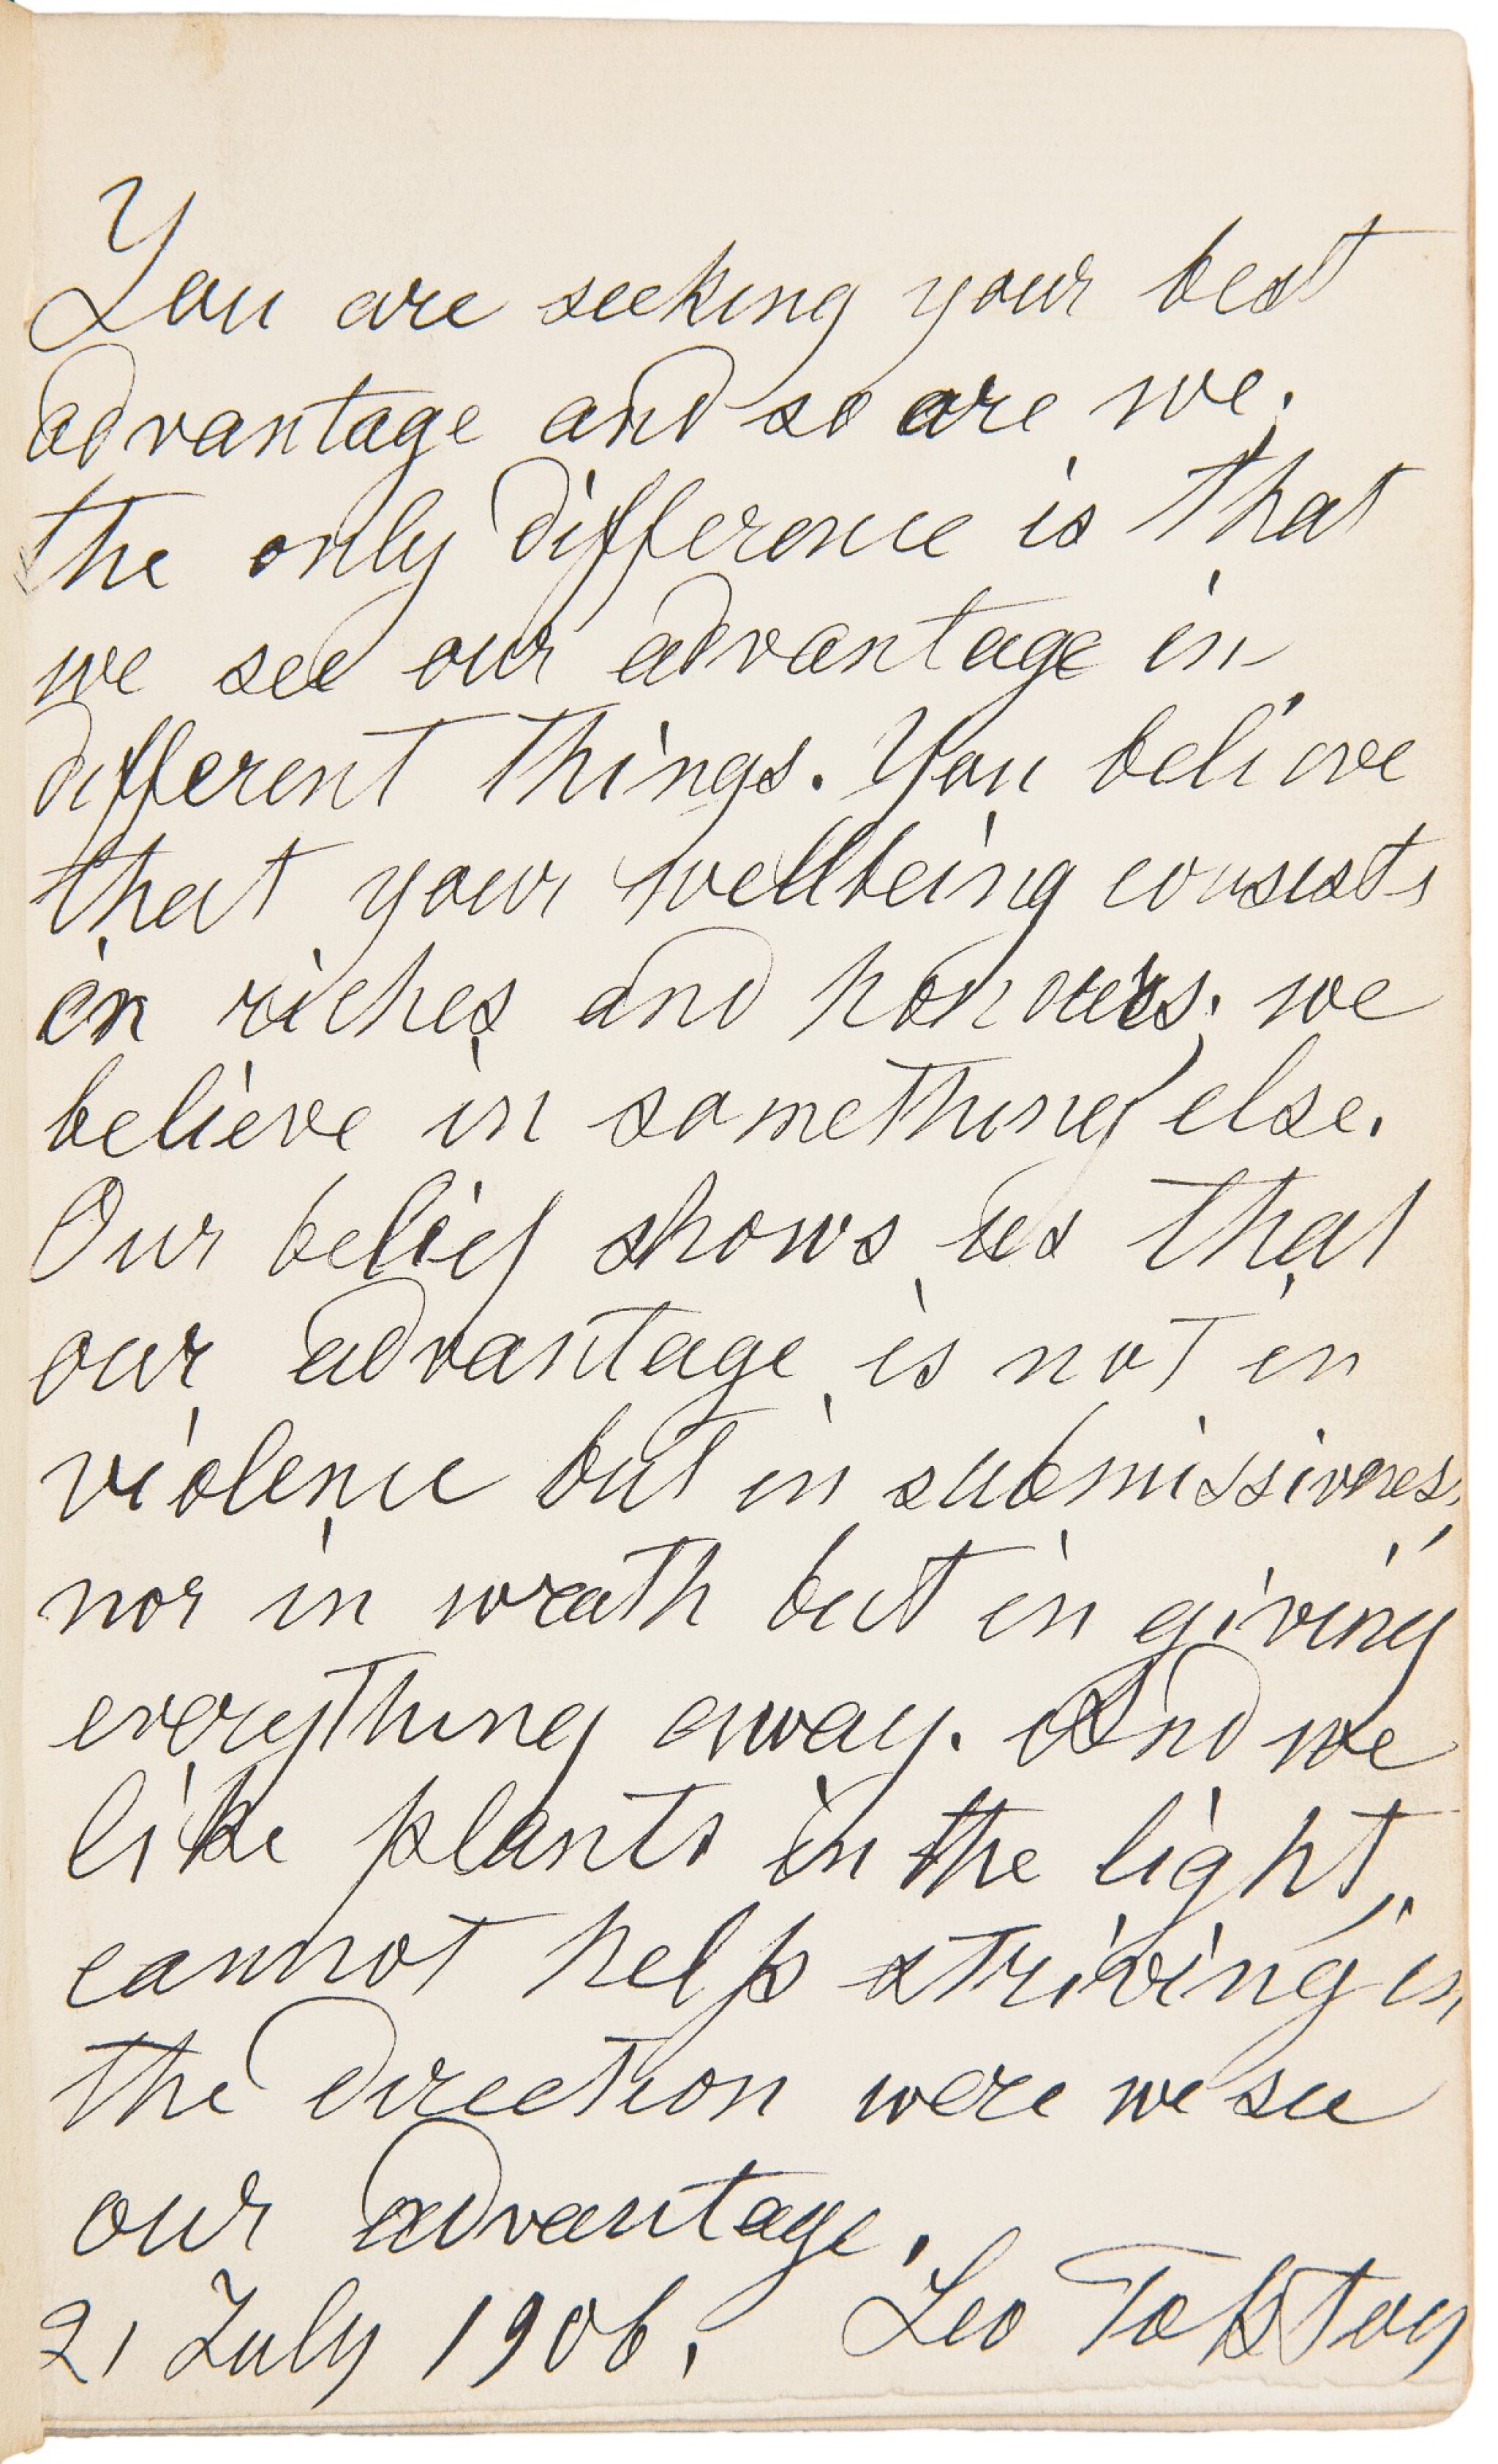 You are seeking your best
advantage and so are we.
the only difference is that
we see our advantage in
different things. You believe
that your wellbeing consists
in riches and honours, we
believe in something else.
Our belief shows us that
our advantage is not in
violence but in submissivnes,
nor in wrath but in giving
everything away. And we
like plants in the light,
cannot help striving in
the direction were we see
our advantage.
21 July 1906. Leo Tolstoy